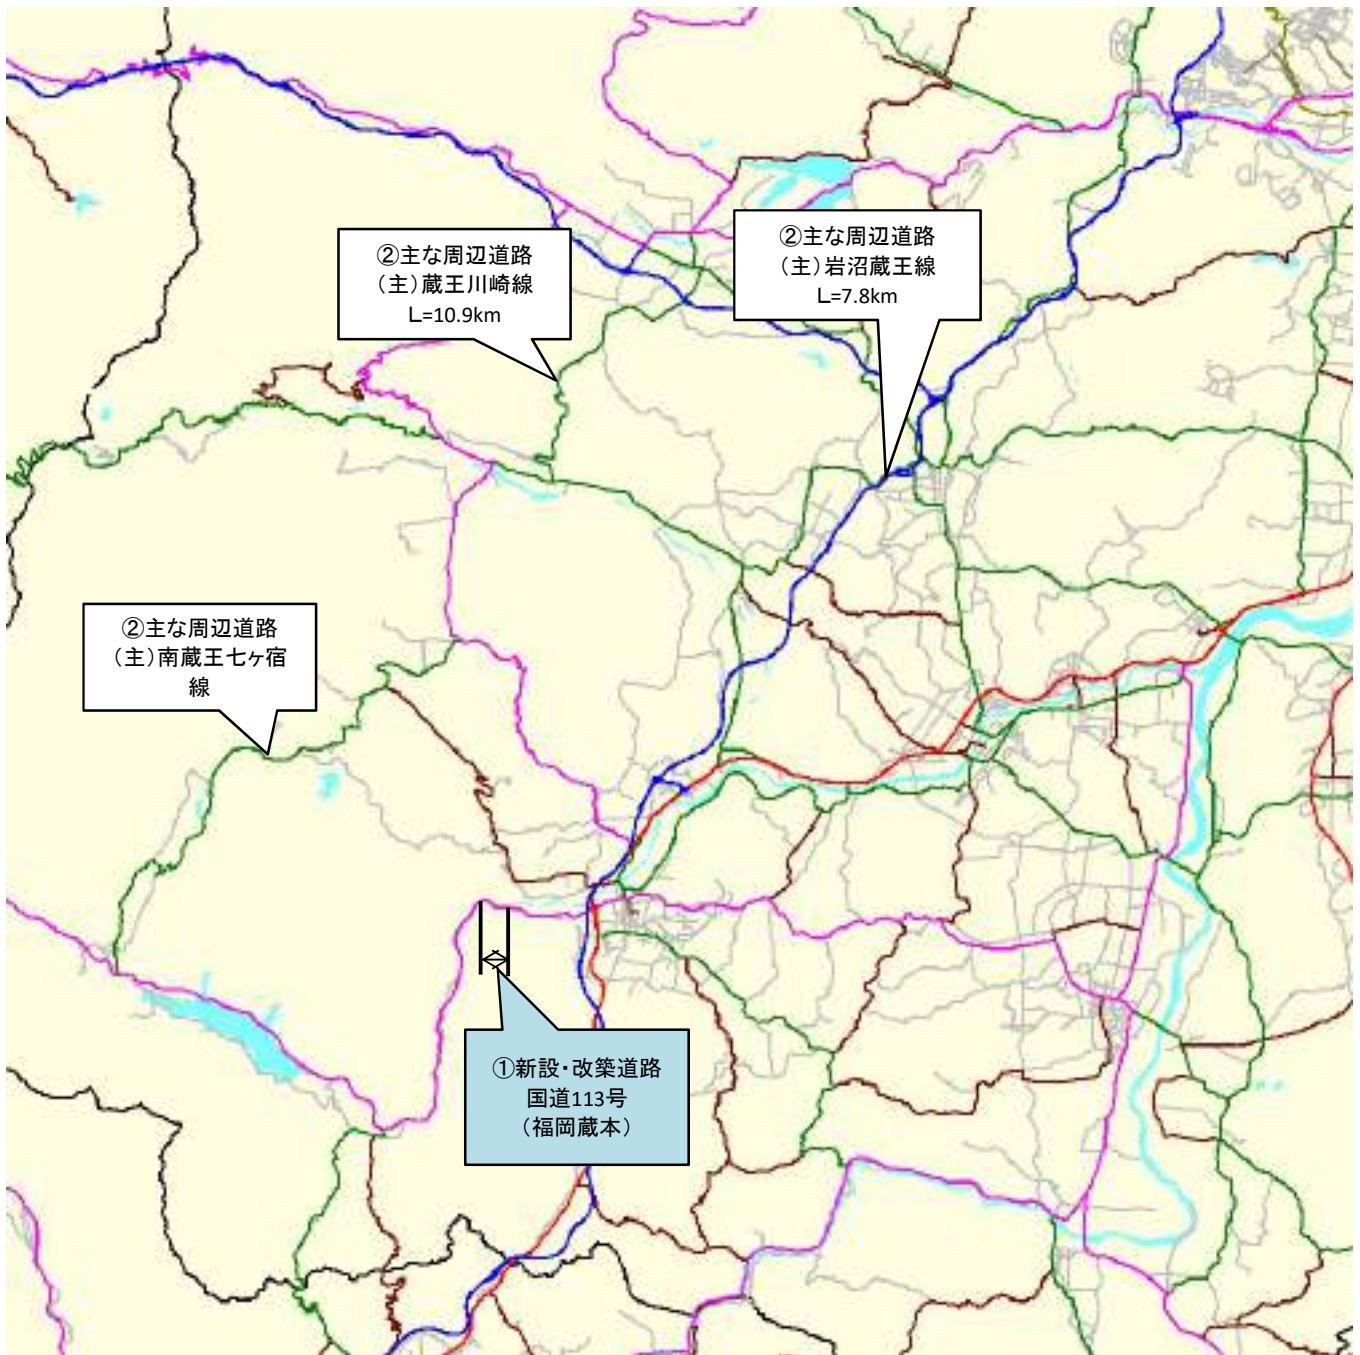 ②主な周辺道路
（主）蔵王川崎線
L=10.9km
②主な周辺道路
（主）岩沼蔵王線
L=7.8km
②主な周辺道路
（主）南蔵王七ヶ宿
線
①新設・改築道路
国道113号
（福岡蔵本）